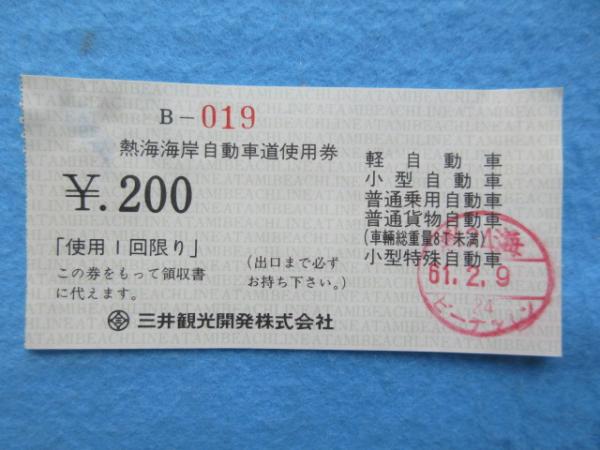 B-019
熱海海岸自動車道使用券
¥.200
「使用1回限り」
この券をもって領収書
に代えます。
(出口まで必ず
お持ち下さい。)
三井観光開発株式会社
軽自動車
小型自動車
普通乗用自動車
普通貨物自動車
(車輛総重量8T未満)
小型特殊自動車
海
61.2.9
24
ATAMIBEACHLINE